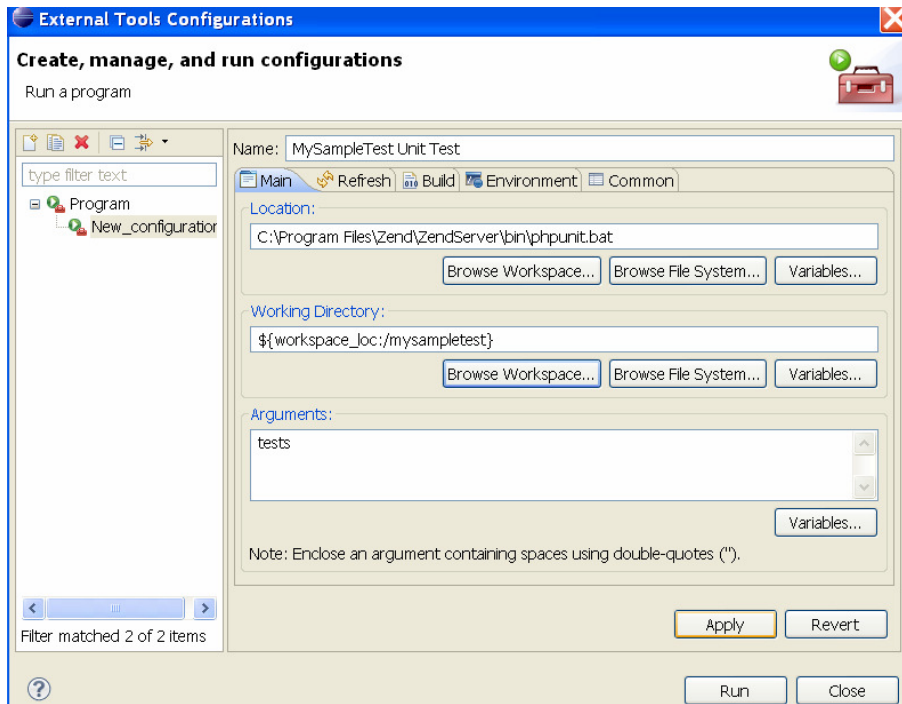 External Tools Configurations
Create, manage, and run configurations
Run a program
type filter text
Program
New_configuration
Filter matched 2 of 2 items
Name: MySampleTest Unit Test
Main Refresh Build Environment Common
Location:
C:\Program Files\Zend\ZendServer\bin\phpunit.bat
Browse Workspace... Browse File System... Variables...
Working Directory:
${workspace_loc:/mysampletest}
Browse Workspace... Browse File System... Variables...
Arguments:
tests
Variables...
Note: Enclose an argument containing spaces using double-quotes (").
Apply Revert
Run Close